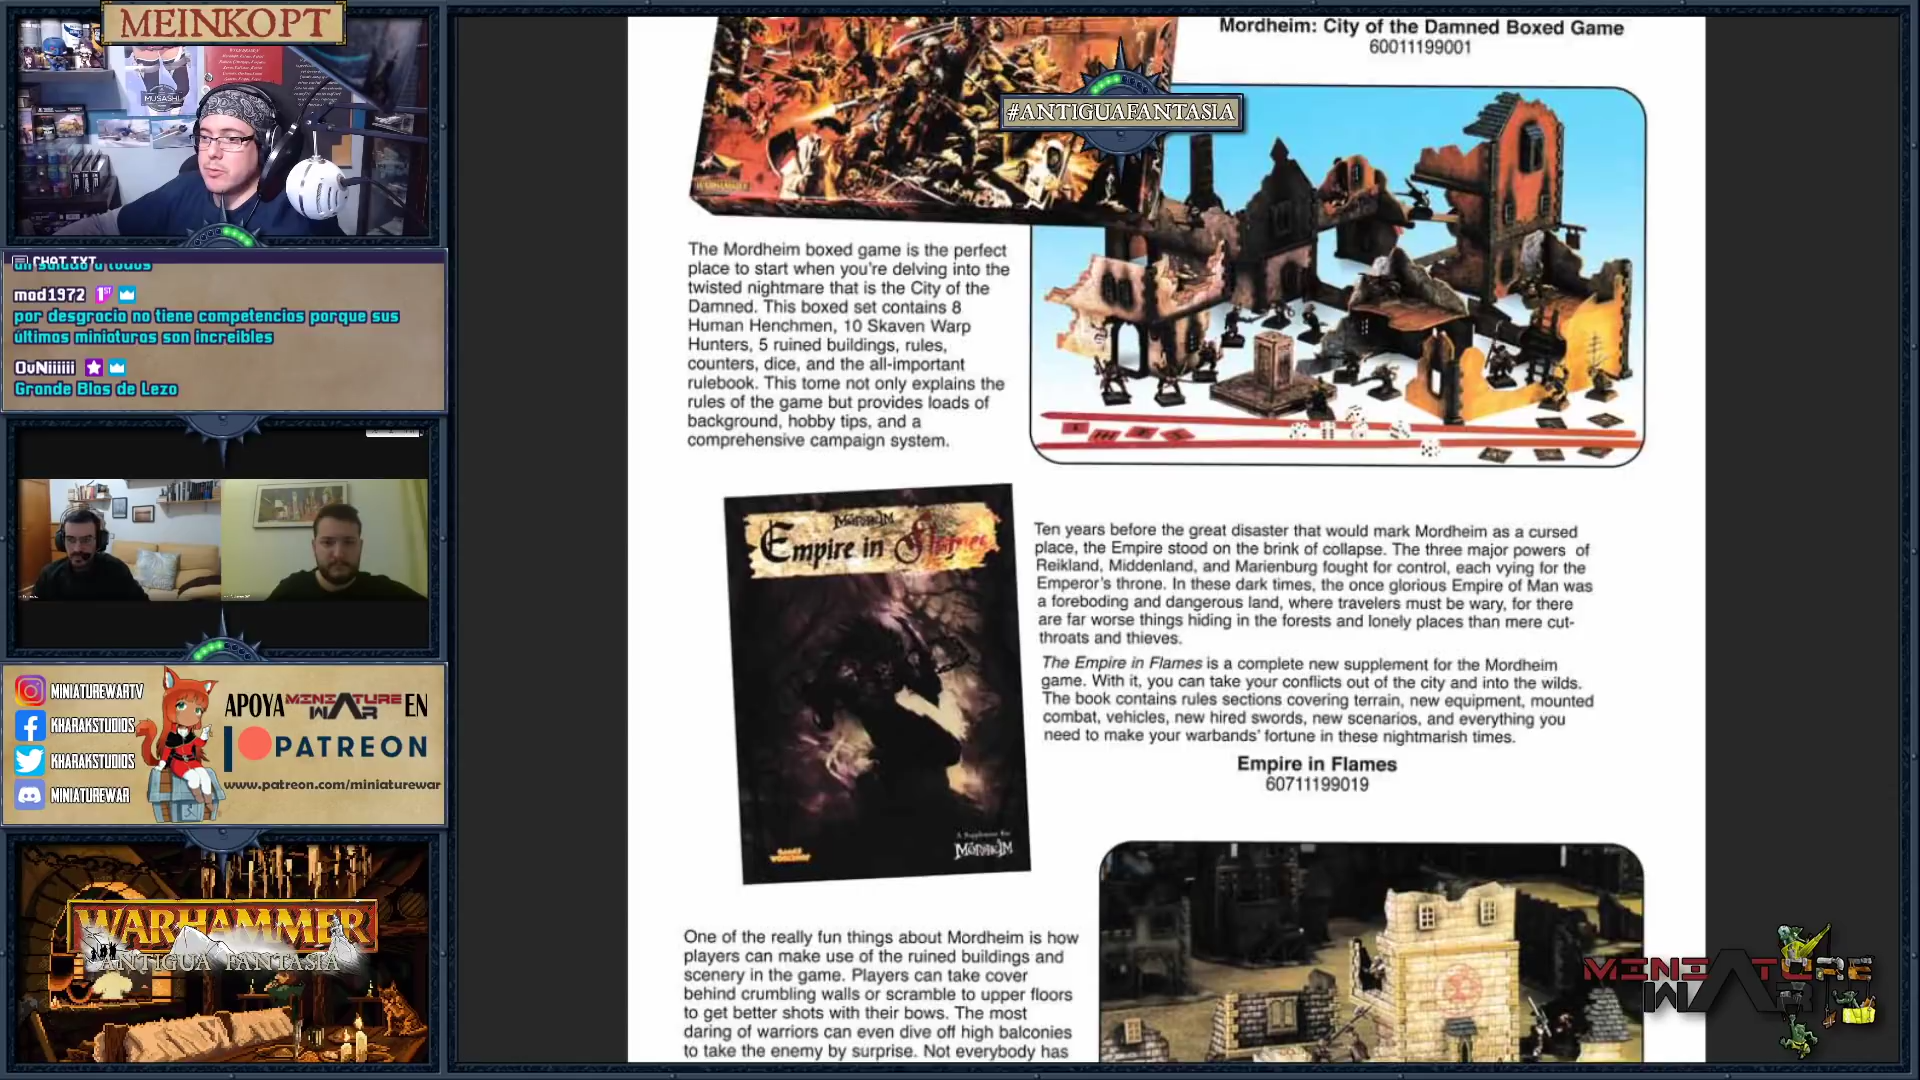 MEINKOPT
MUSASHI
CHAT.TXT
un saludo a todos
mod1972
por desgracia no tiene competencias porque sus
últimas miniaturas son increibles
OvNiiiiii
Grande Blas de Lezo
MINIATUREWARTV
KHARAKSTUDIOS
KHARAKSTUDIOS
MINIATUREWAR
APOYA MINIATURE WAR EN
PATREON
www.patreon.com/miniaturewar
WARHAMMER
ANTIGUA FANTASIA
Mordheim: City of the Damned Boxed Game
60011199001
#ANTIGUAFANTASIA
WARHAMMER
The Mordheim boxed game is the perfect
place to start when you're delving into the
twisted nightmare that is the City of the
Damned. This boxed set contains 8
Human Henchmen, 10 Skaven Warp
Hunters, 5 ruined buildings, rules,
counters, dice, and the all-important
rulebook. This tome not only explains the
rules of the game but provides loads of
background, hobby tips, and a
comprehensive campaign system.
MORDHEIM
Empire in Flames
A Supplement for
MORDHEIM
GAMES
WORKSHOP
Ten years before the great disaster that would mark Mordheim as a cursed
place, the Empire stood on the brink of collapse. The three major powers of
Reikland, Middenland, and Marienburg fought for control, each vying for the
Emperor's throne. In these dark times, the once glorious Empire of Man was
a foreboding and dangerous land, where travelers must be wary, for there
are far worse things hiding in the forests and lonely places than mere cut-
throats and thieves.
The Empire in Flames is a complete new supplement for the Mordheim
game. With it, you can take your conflicts out of the city and into the wilds.
The book contains rules sections covering terrain, new equipment, mounted
combat, vehicles, new hired swords, new scenarios, and everything you
need to make your warbands' fortune in these nightmarish times.
Empire in Flames
60711199019
One of the really fun things about Mordheim is how
players can make use of the ruined buildings and
scenery in the game. Players can take cover
behind crumbling walls or scramble to upper floors
to get better shots with their bows. The most
daring of warriors can even dive off high balconies
to take the enemy by surprise. Not everybody has
MINIATURE
WAR